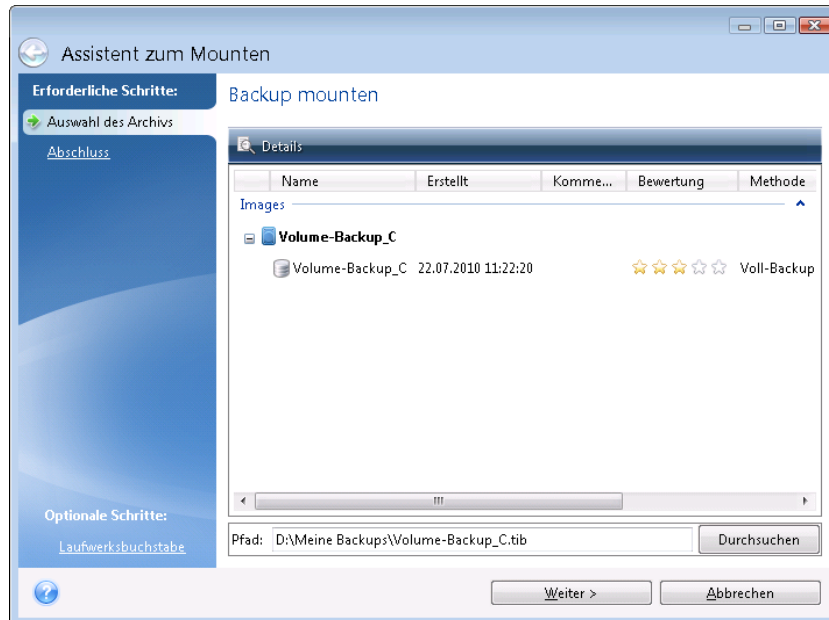 Assistent zum Mounten
Erforderliche Schritte:
Auswahl des Archivs
Abschluss
Optionale Schritte:
Laufwerksbuchstabe
Backup mounten
Details
Name Erstellt Komme... Bewertung Methode
Images
Volume-Backup_C
Volume-Backup_C 22.07.2010 11:22:20 Voll-Backup
Pfad: D:\Meine Backups\Volume-Backup_C.tib Durchsuchen
Weiter > Abbrechen